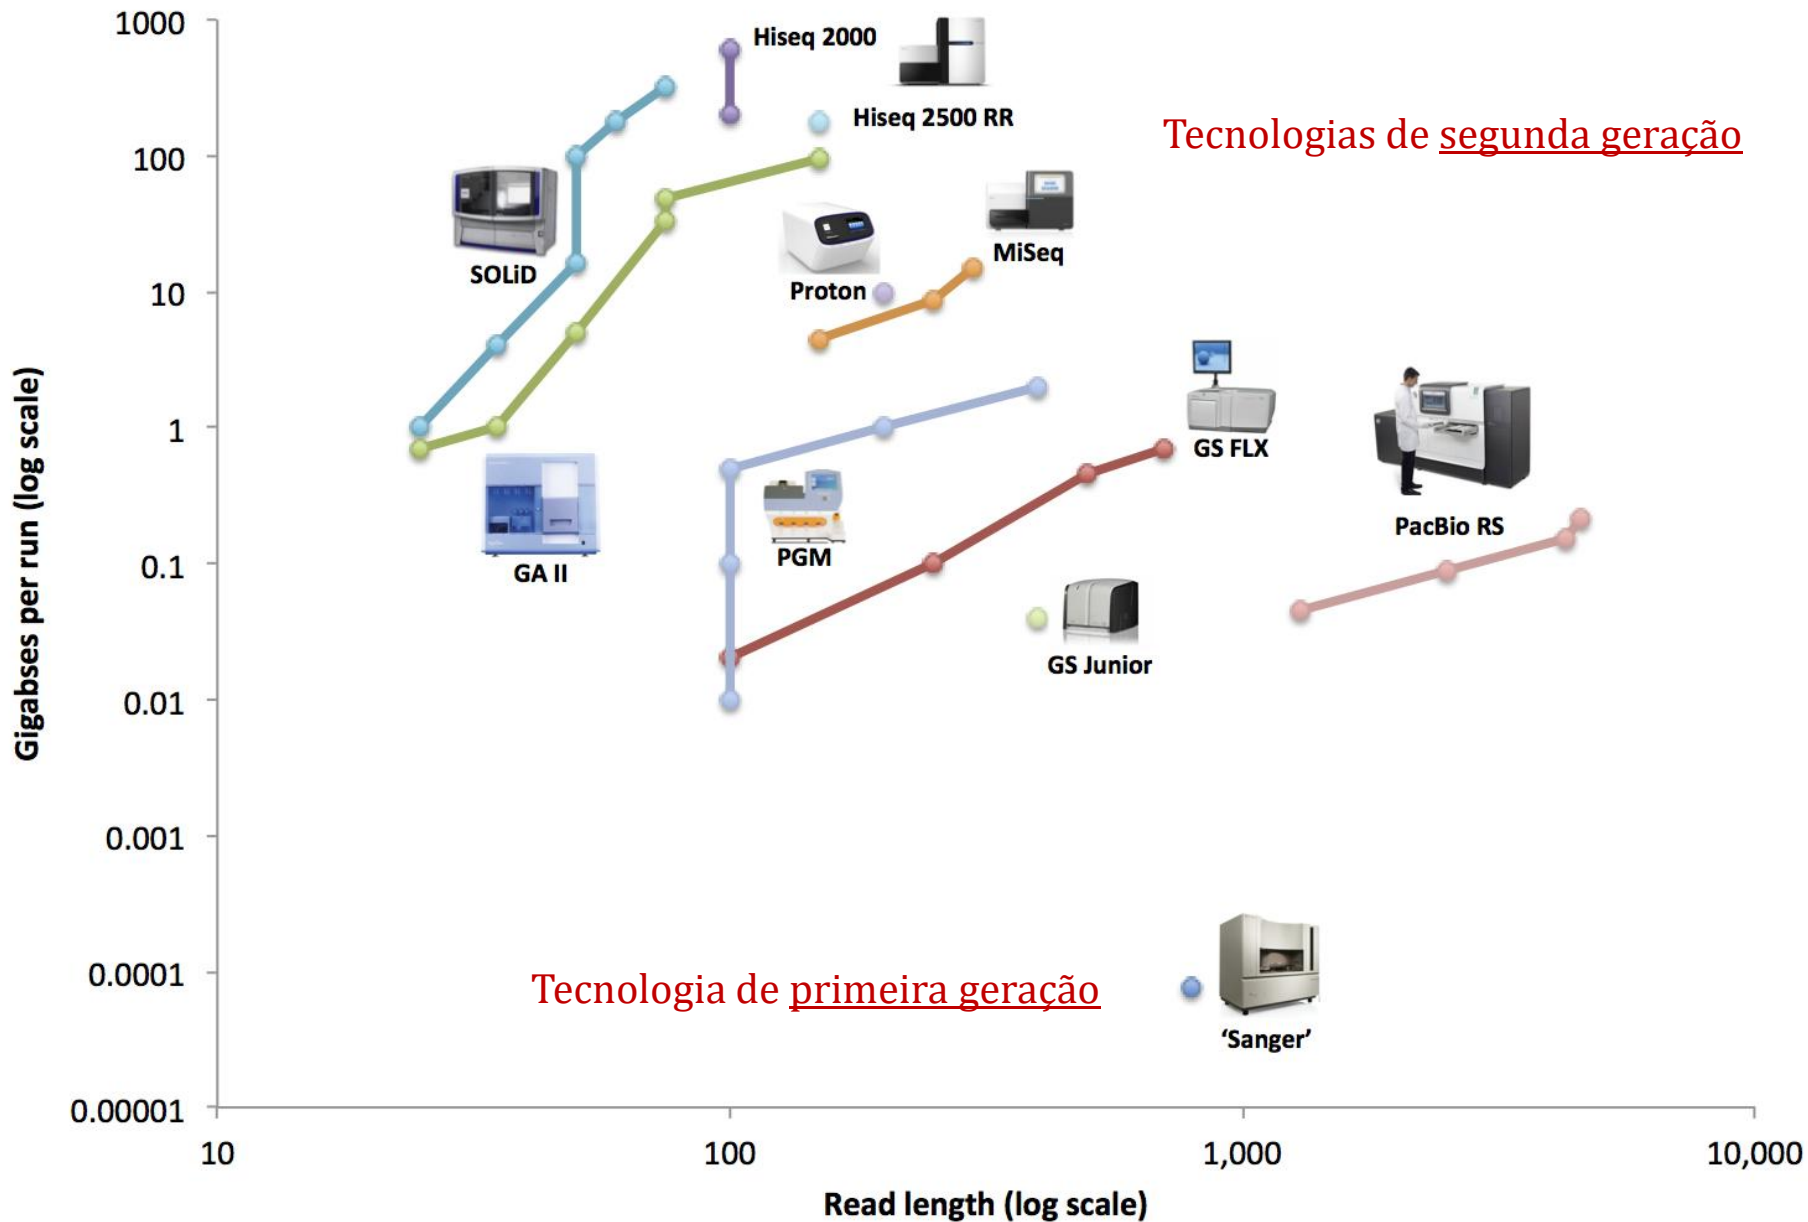 1000
Hiseq 2000
Hiseq 2500 RR
Tecnologias de segunda geração
100
SOLiD
MiSeq
10
Proton
1
GS FLX
GA II
PGM
PacBio RS
0.1
GS Junior
0.01
0.001
0.0001
Tecnologia de primeira geração
‘Sanger’
0.00001
10
100
1,000
10,000
Gigabses per run (log scale)
Read length (log scale)